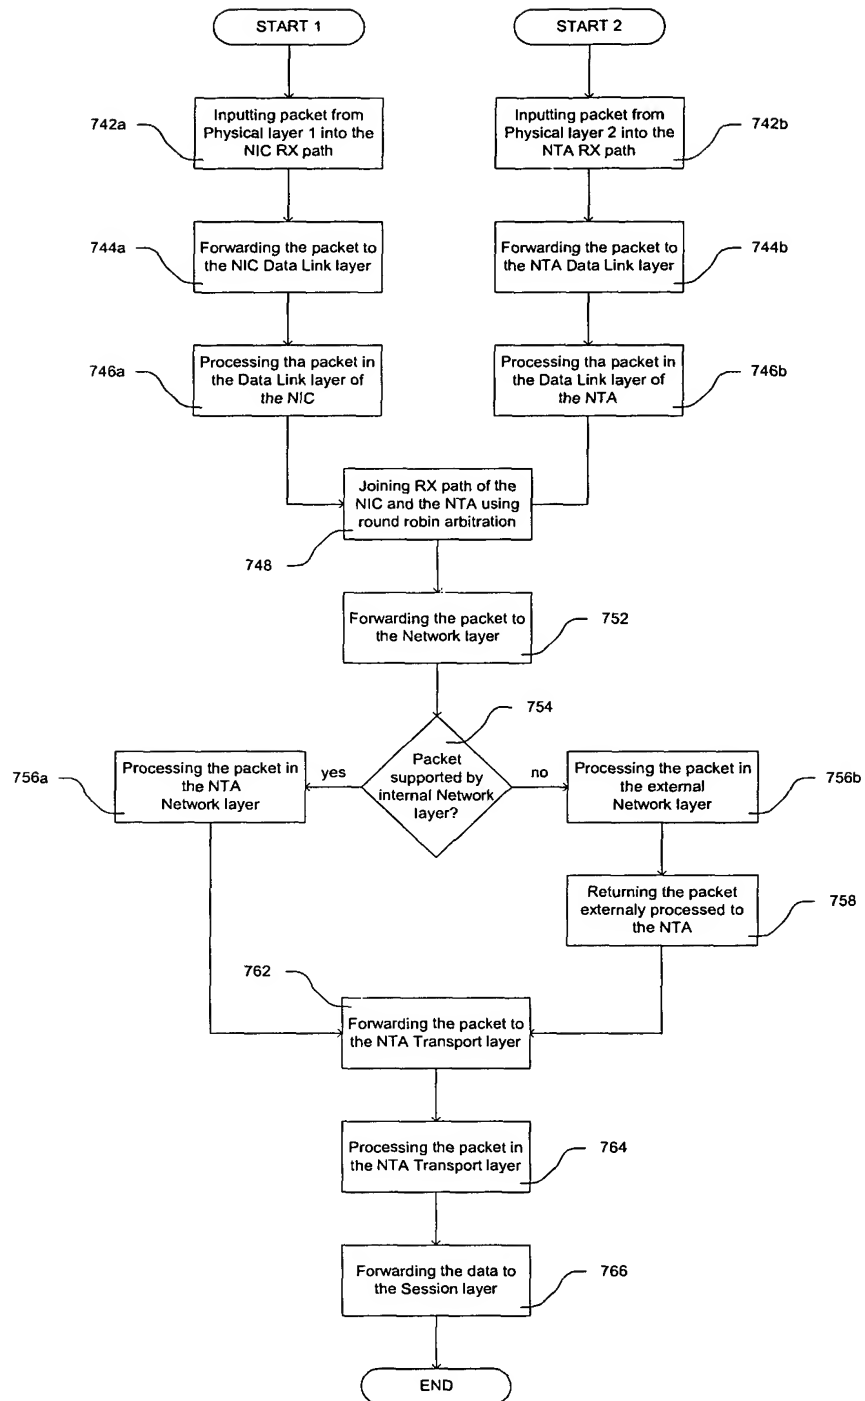 START 1
START 2
742a
Inputting packet from
Physical layer 1 into the
NIC RX path
Inputting packet from
Physical layer 2 into the
NTA RX path
742b
744a
Forwarding the packet to
the NIC Data Link layer
Forwarding the packet to
the NTA Data Link layer
744b
746a
Processing tha packet in
the Data Link layer of
the NIC
Processing tha packet in
the Data Link layer of
the NTA
746b
Joining RX path of the
NIC and the NTA using
round robin arbitration
748
Forwarding the packet to
the Network layer
752
754
Packet
supported by
internal Network
layer?
yes
no
756a
Processing the packet in
the NTA
Network layer
Processing the packet in
the external
Network layer
756b
Returning the packet
externaly processed to
the NTA
758
762
Forwarding the packet to
the NTA Transport layer
Processing the packet in
the NTA Transport layer
764
Forwarding the data to
the Session layer
766
END